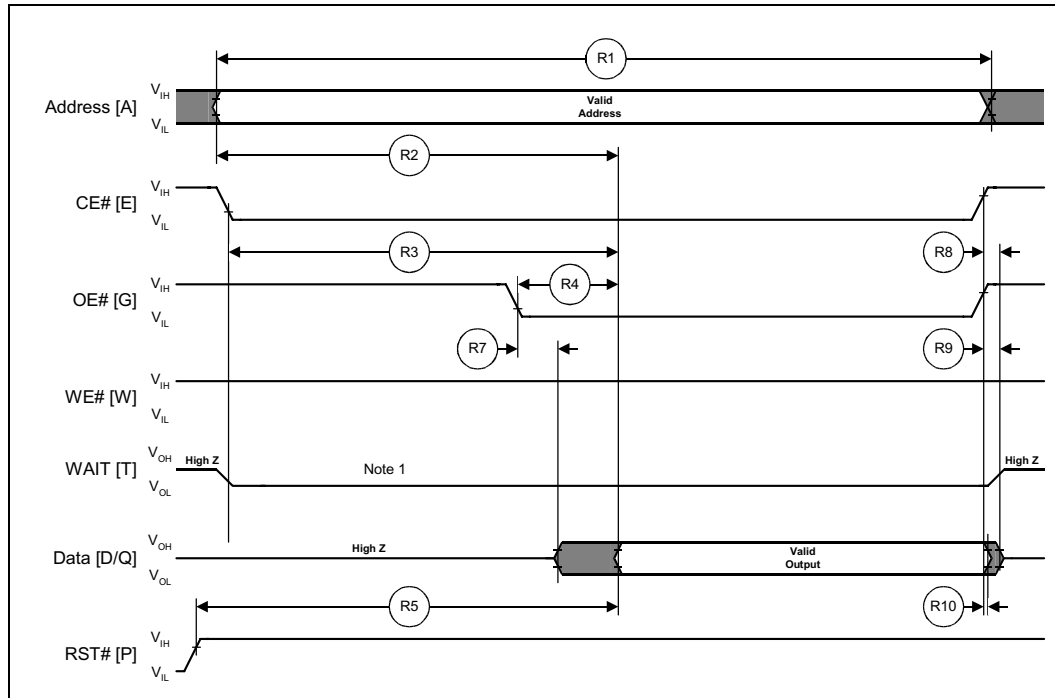 R1
Address [A]
VIH
VIL
Valid
Address
R2
CE# [E]
VIH
VIL
R3
R8
OE# [G]
VIH
VIL
R4
R7
R9
WE# [W]
VIH
VIL
WAIT [T]
VOH
VOL
High Z
Note 1
High Z
Data [D/Q]
VOH
VOL
High Z
Valid
Output
R5
R10
RST# [P]
VIH
VIL